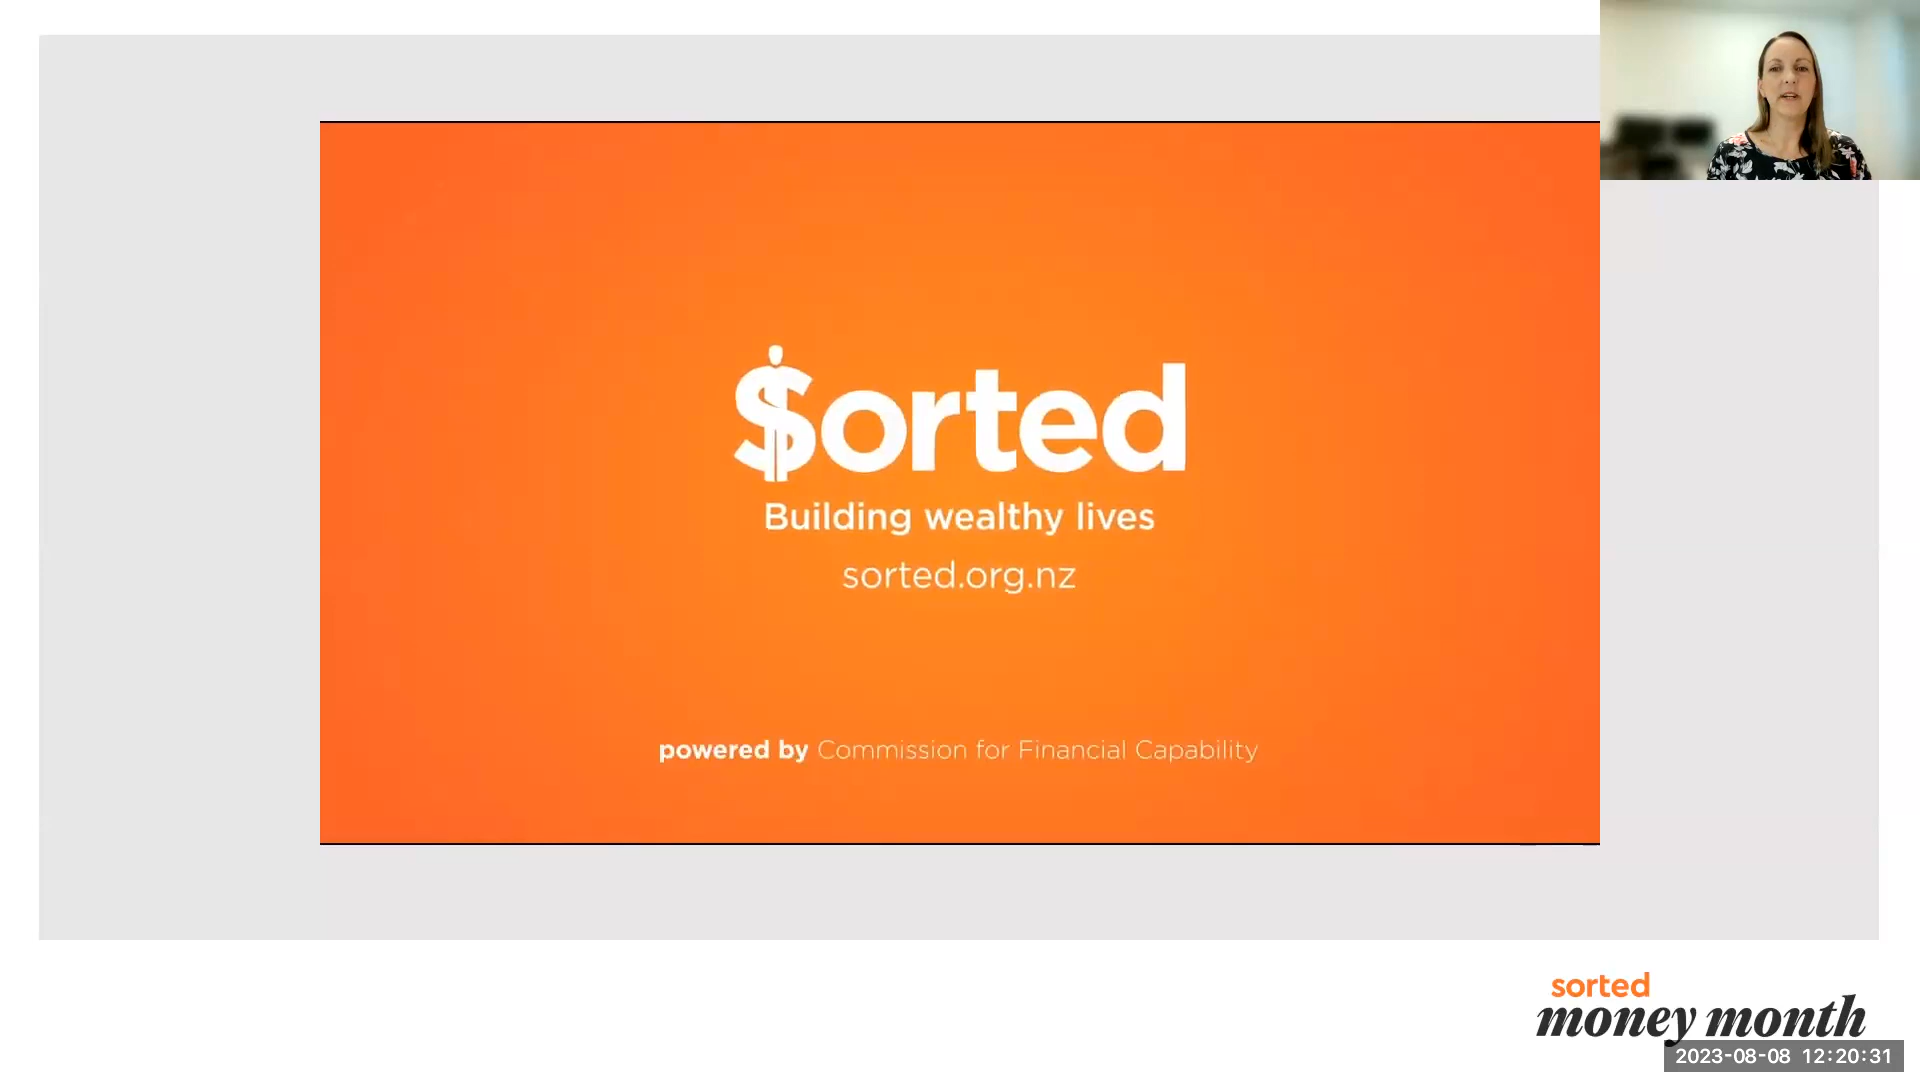 $orted
Building wealthy lives
sorted.org.nz
powered by Commission for Financial Capability
sorted
money month
2023-08-08 12:20:31